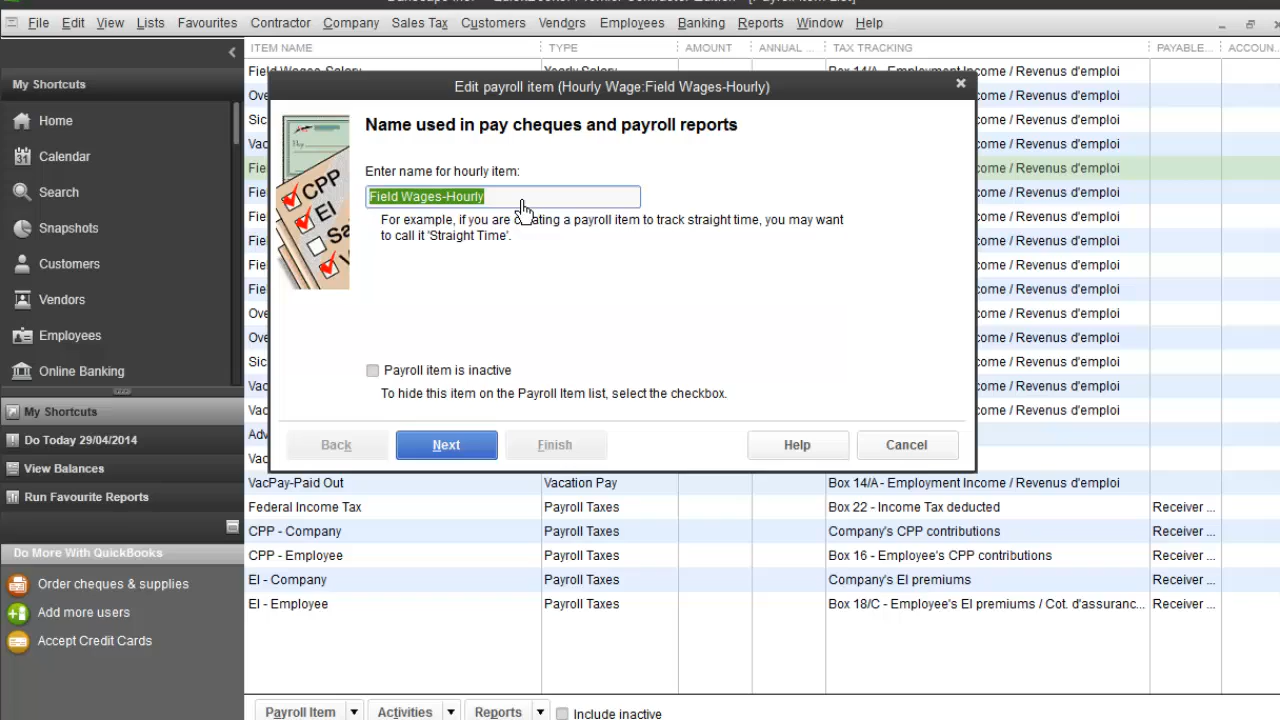 File Edit View Lists Favourites Contractor Company Sales Tax Customers Vendors Employees Banking Reports Window Help
ITEM NAME TYPE AMOUNT ANNUAL ... TAX TRACKING PAYABLE... ACCOUN...
My Shortcuts
Home
Calendar
Search
Snapshots
Customers
Vendors
Employees
Online Banking
My Shortcuts
Do Today 29/04/2014
View Balances
Run Favourite Reports
Do More With QuickBooks
Order cheques & supplies
Add more users
Accept Credit Cards
Edit payroll item (Hourly Wage:Field Wages-Hourly)
Name used in pay cheques and payroll reports
CPP
EI
Enter name for hourly item:
Field Wages-Hourly
For example, if you are creating a payroll item to track straight time, you may want
to call it 'Straight Time'.
Payroll item is inactive
To hide this item on the Payroll Item list, select the checkbox.
Back Next Finish Help Cancel
ome / Revenus d'emploi
come / Revenus d'emploi
come / Revenus d'emploi
come / Revenus d'emploi
come / Revenus d'emploi
come / Revenus d'emploi
come / Revenus d'emploi
come / Revenus d'emploi
come / Revenus d'emploi
come / Revenus d'emploi
come / Revenus d'emploi
come / Revenus d'emploi
come / Revenus d'emploi
come / Revenus d'emploi
come / Revenus d'emploi
VacPay-Paid Out Vacation Pay Box 14/A - Employment Income / Revenus d'emploi
Federal Income Tax Payroll Taxes Box 22 - Income Tax deducted Receiver ...
CPP - Company Payroll Taxes Company's CPP contributions Receiver ...
CPP - Employee Payroll Taxes Box 16 - Employee's CPP contributions Receiver ...
EI - Company Payroll Taxes Company's EI premiums Receiver ...
EI - Employee Payroll Taxes Box 18/C - Employee's EI premiums / Cot. d'assuranc... Receiver ...
Payroll Item Activities Reports Include inactive